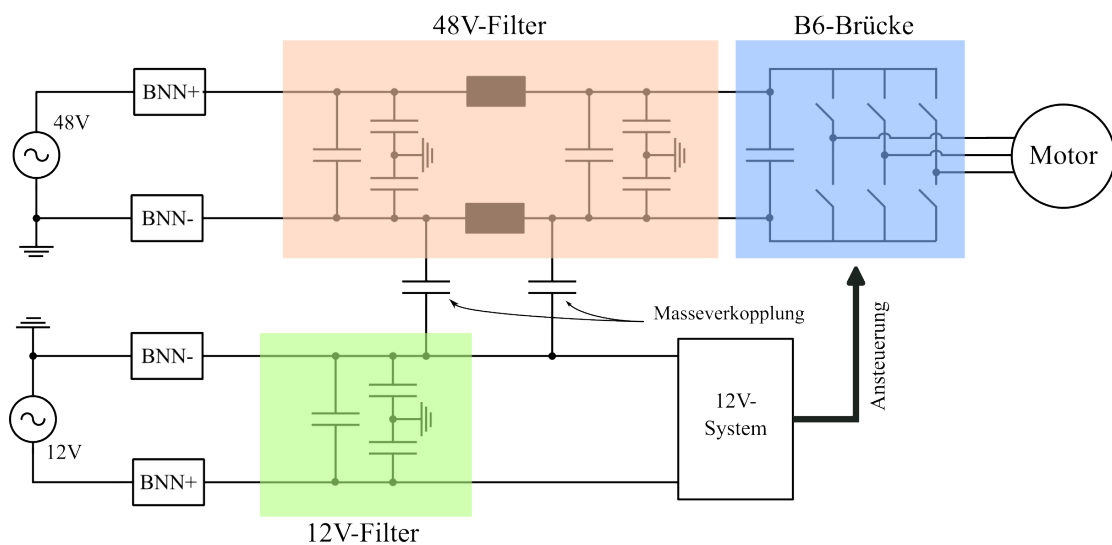 48V-Filter
B6-Brücke
BNN+
48V
Motor
BNN-
Masseverkopplung
BNN-
Ansteuerung
12V-
System
12V
BNN+
12V-Filter